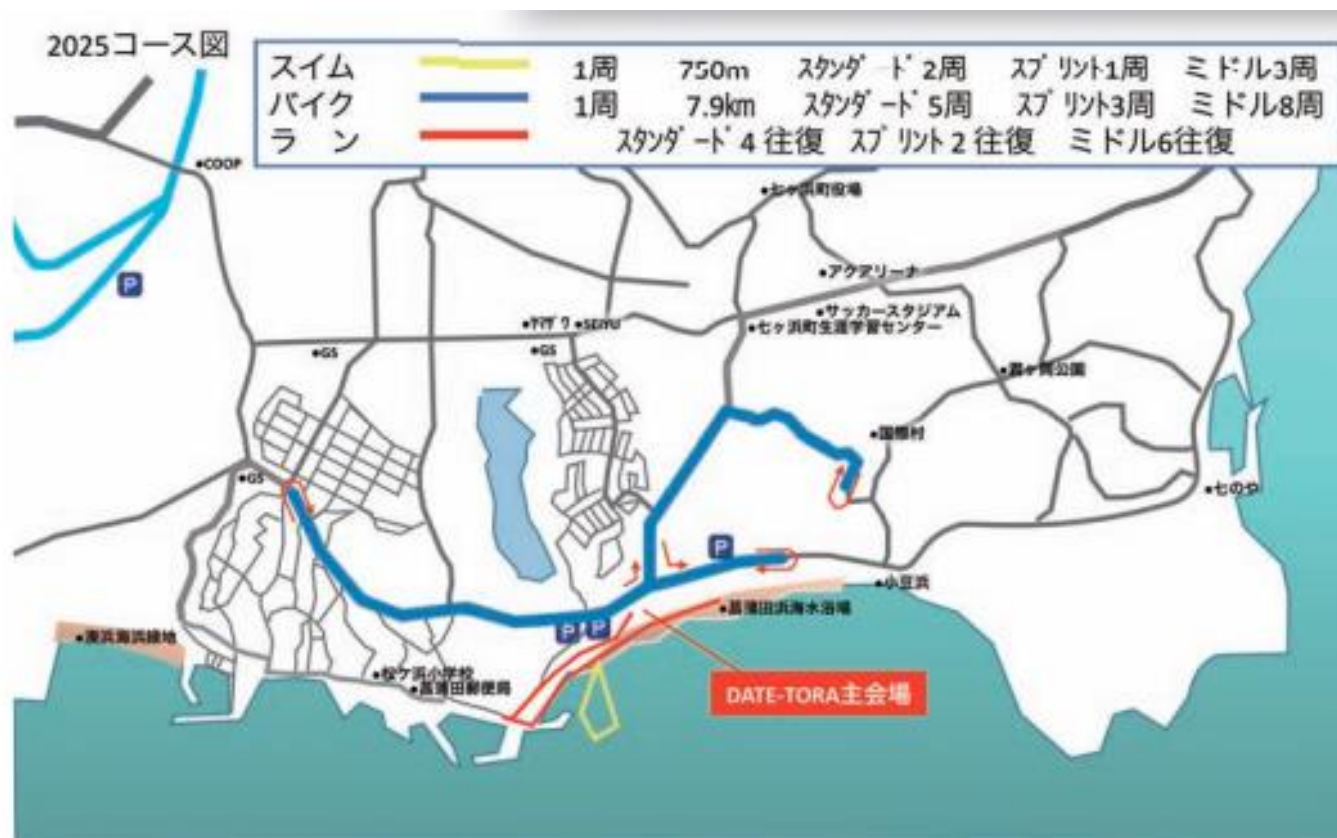 2025コース図
スイム 1周 750m スタンダード2周 スプリント1周 ミドル3周
バイク 1周 7.9km スタンダード5周 スプリント3周 ミドル8周
ラン スタンダード4往復 スプリント2往復 ミドル6往復
COOP
七ヶ浜町役場
P
アクアリーナ
サッカースタジアム
SEIYU
七ヶ浜町生涯学習センター
GS
GS
国際村
GS
七のや
P
小豆浜
菖蒲田浜海水浴場
P
P
湊浜海浜緑地
松ケ浜小学校
菖蒲田郵便局
DATE-TORA主会場